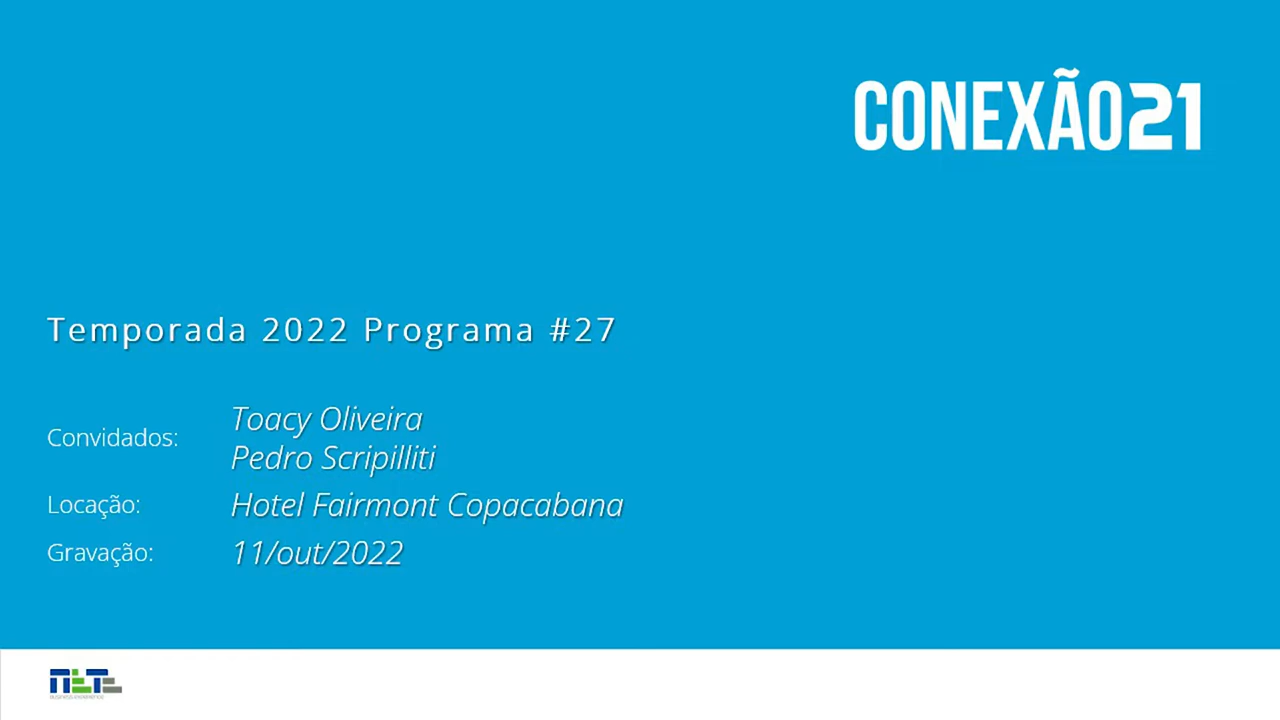 CONEXÃO21
Temporada 2022 Programa #27
Convidados:
Toacy Oliveira
Pedro Scripilliti
Locação:
Hotel Fairmont Copacabana
Gravação:
11/out/2022